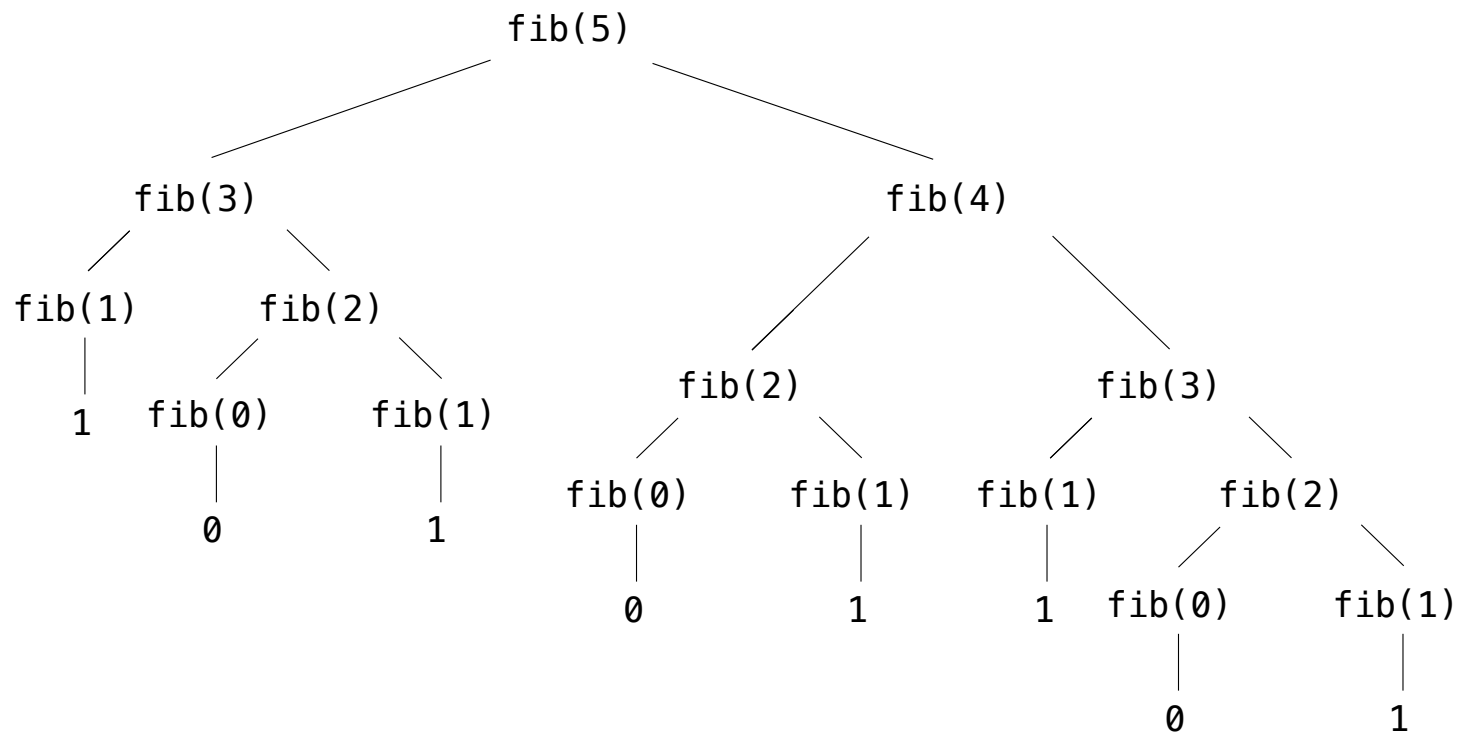 fib(5)
fib(3) fib(4)
fib(1) fib(2)
fib(2) fib(3)
1 fib(0) fib(1)
fib(0) fib(1) fib(1) fib(2)
0 1
0 1 1 fib(0) fib(1)
0 1